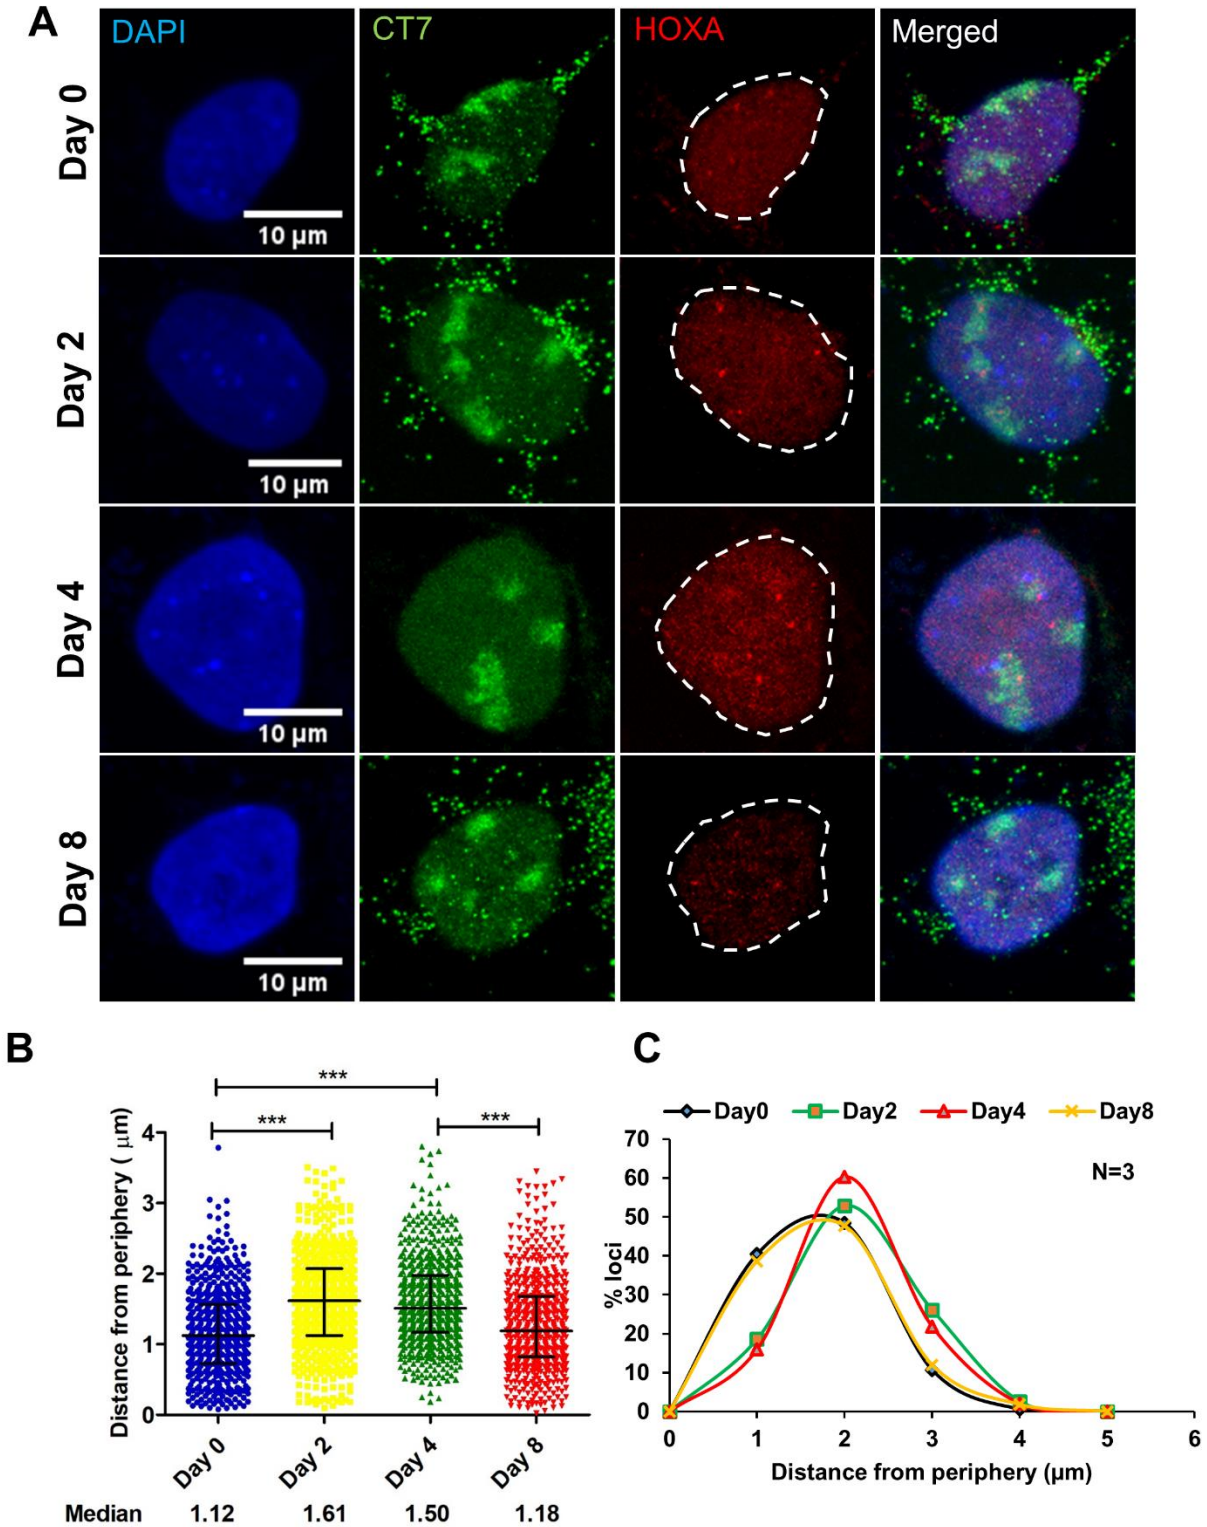 A
DAPI CT7 HOXA Merged
Day 0
10 µm
Day 2
10 µm
Day 4
10 µm
Day 8
10 µm
B
***
*** ***
Distance from periphery ( µm)
4
3
2
1
0
Day 0 Day 2 Day 4 Day 8
Median 1.12 1.61 1.50 1.18
C
Day0 Day2 Day4 Day8
N=3
% loci
70
60
50
40
30
20
10
0
0 1 2 3 4 5 6
Distance from periphery (µm)